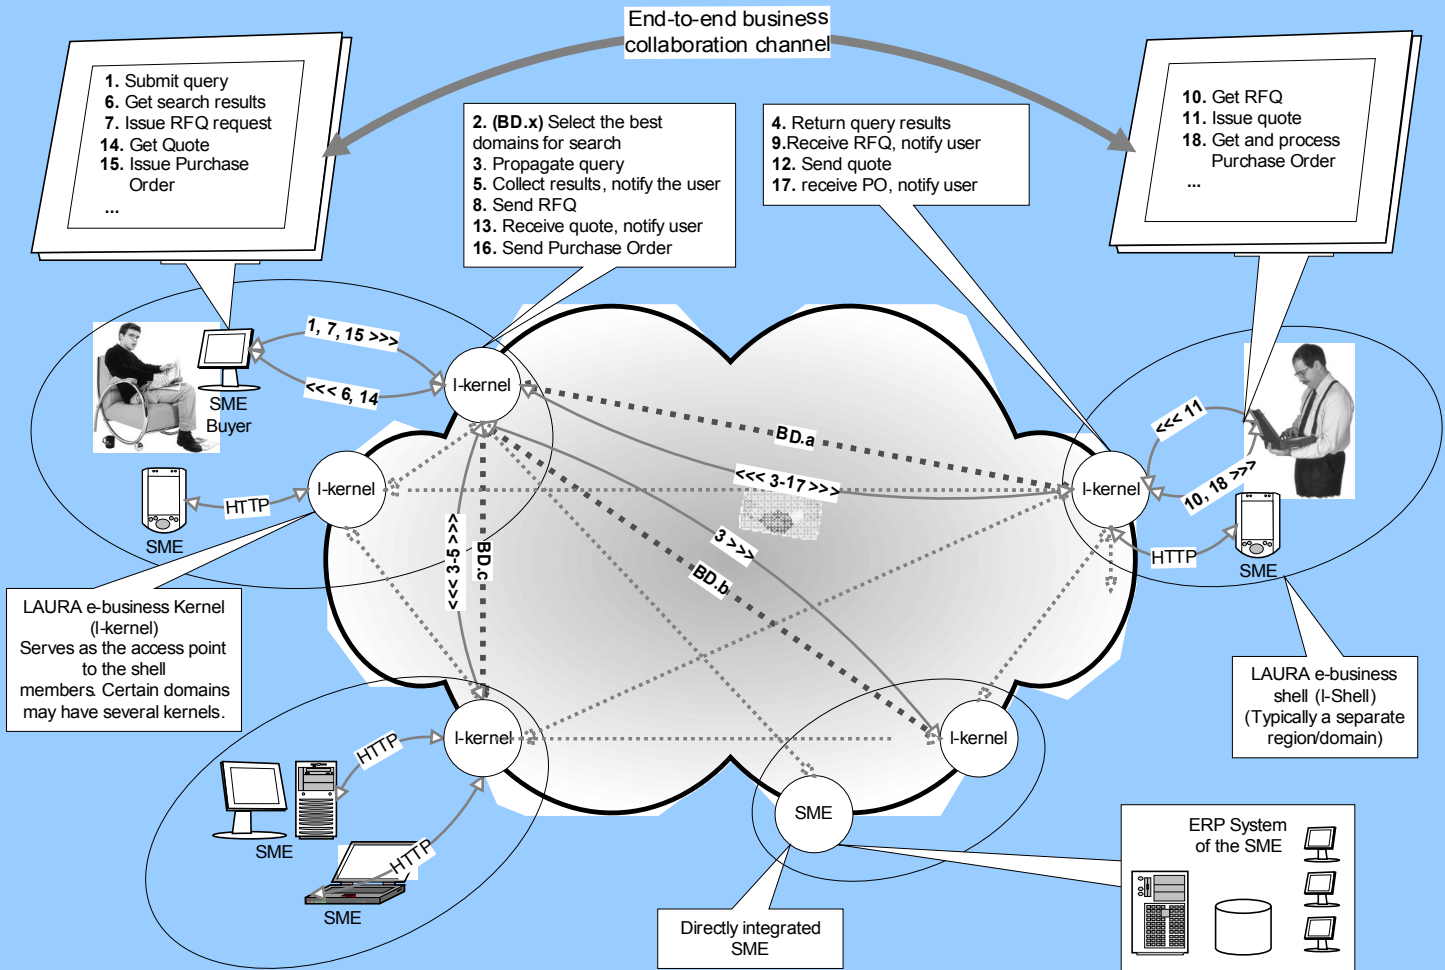 End-to-end business
collaboration channel
1. Submit query
6. Get search results
7. Issue RFQ request
14. Get Quote
15. Issue Purchase
Order
...
2. (BD.x) Select the best
domains for search
3. Propagate query
5. Collect results, notify the user
8. Send RFQ
13. Receive quote, notify user
16. Send Purchase Order
4. Return query results
9.Receive RFQ, notify user
12. Send quote
17. receive PO, notify user
10. Get RFQ
11. Issue quote
18. Get and process
Purchase Order
...
1, 7, 15 >>>
<<< 6, 14
SME
Buyer
l-kernel
BD.a
<<< 3-17 >>>
<<< 11
10, 18 >>>
l-kernel
HTTP
SME
l-kernel
HTTP
SME
<<< 3-5 >>>
BD.c
3 >>>
BD.b
LAURA e-business Kernel
(l-kernel)
Serves as the access point
to the shell
members. Certain domains
may have several kernels.
LAURA e-business
shell (l-Shell)
(Typically a separate
region/domain)
l-kernel
l-kernel
HTTP
SME
HTTP
SME
SME
Directly integrated
SME
ERP System
of the SME